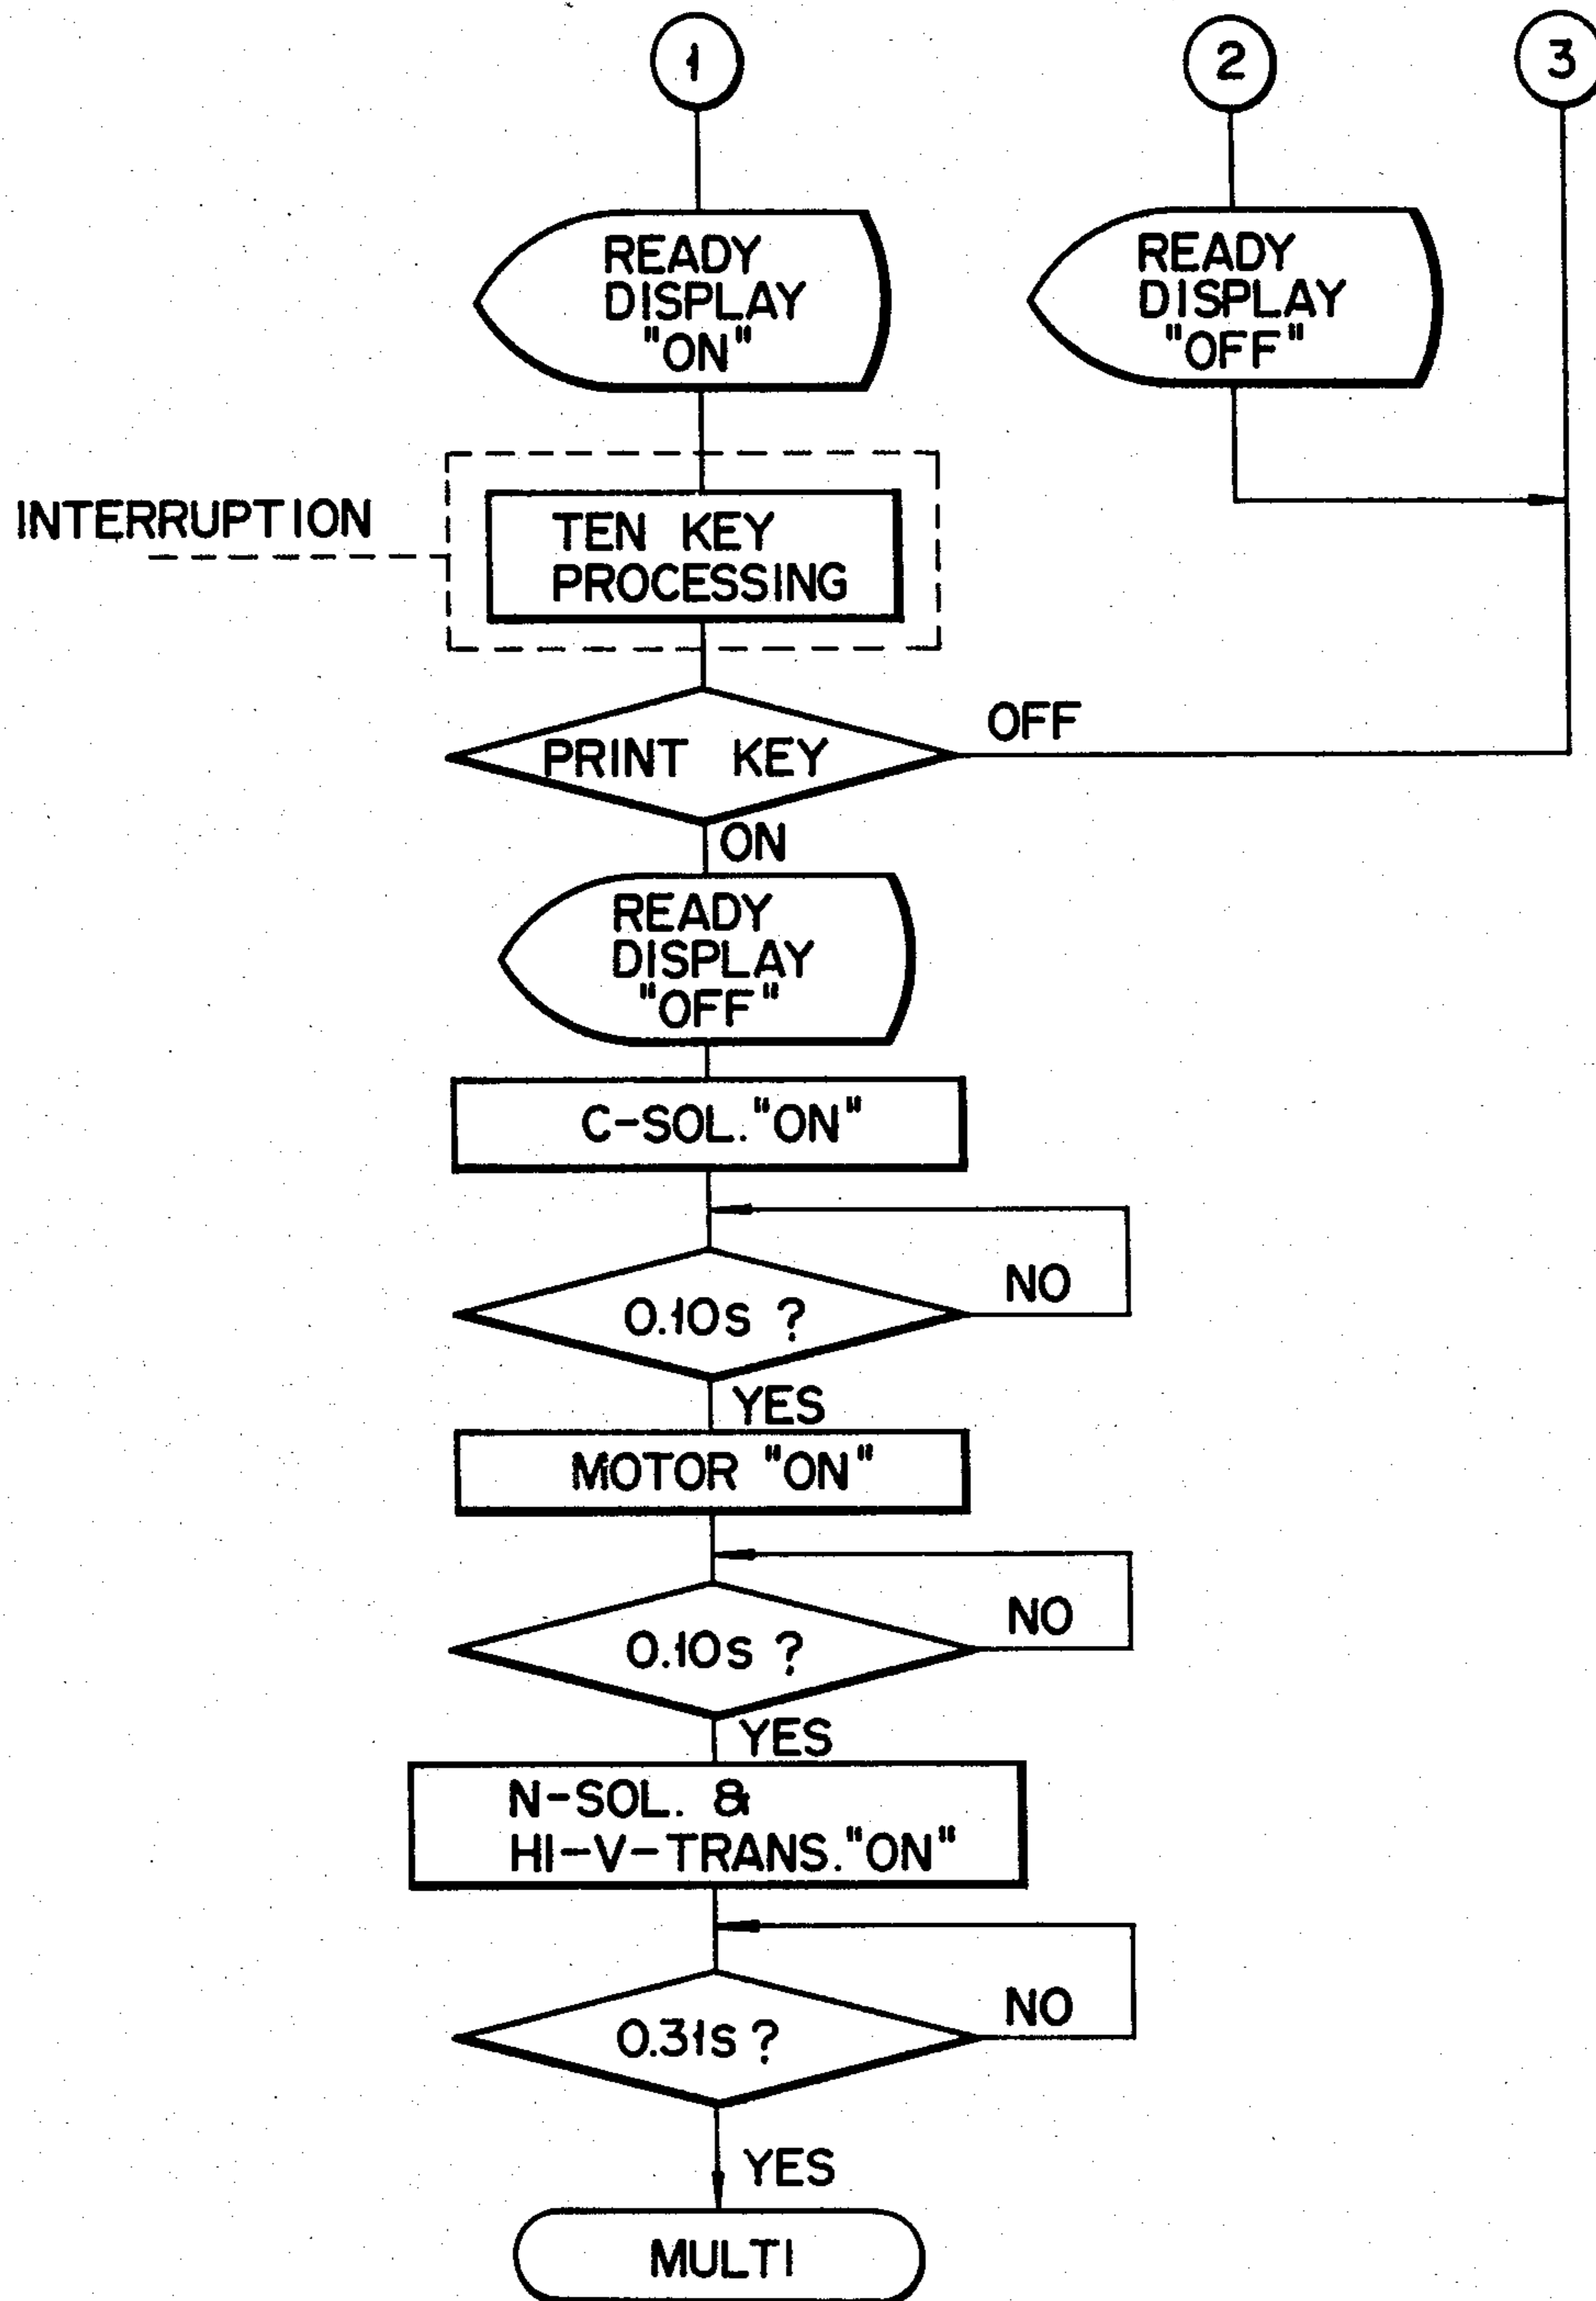 1
2
3
READY
DISPLAY
"ON"
READY
DISPLAY
"OFF"
INTERRUPTION
TEN KEY
PROCESSING
PRINT KEY
OFF
ON
READY
DISPLAY
"OFF"
C-SOL."ON"
0.10s ?
NO
YES
MOTOR "ON"
0.10s ?
NO
YES
N-SOL. &
HI-V-TRANS."ON"
0.31s ?
NO
YES
MULTI